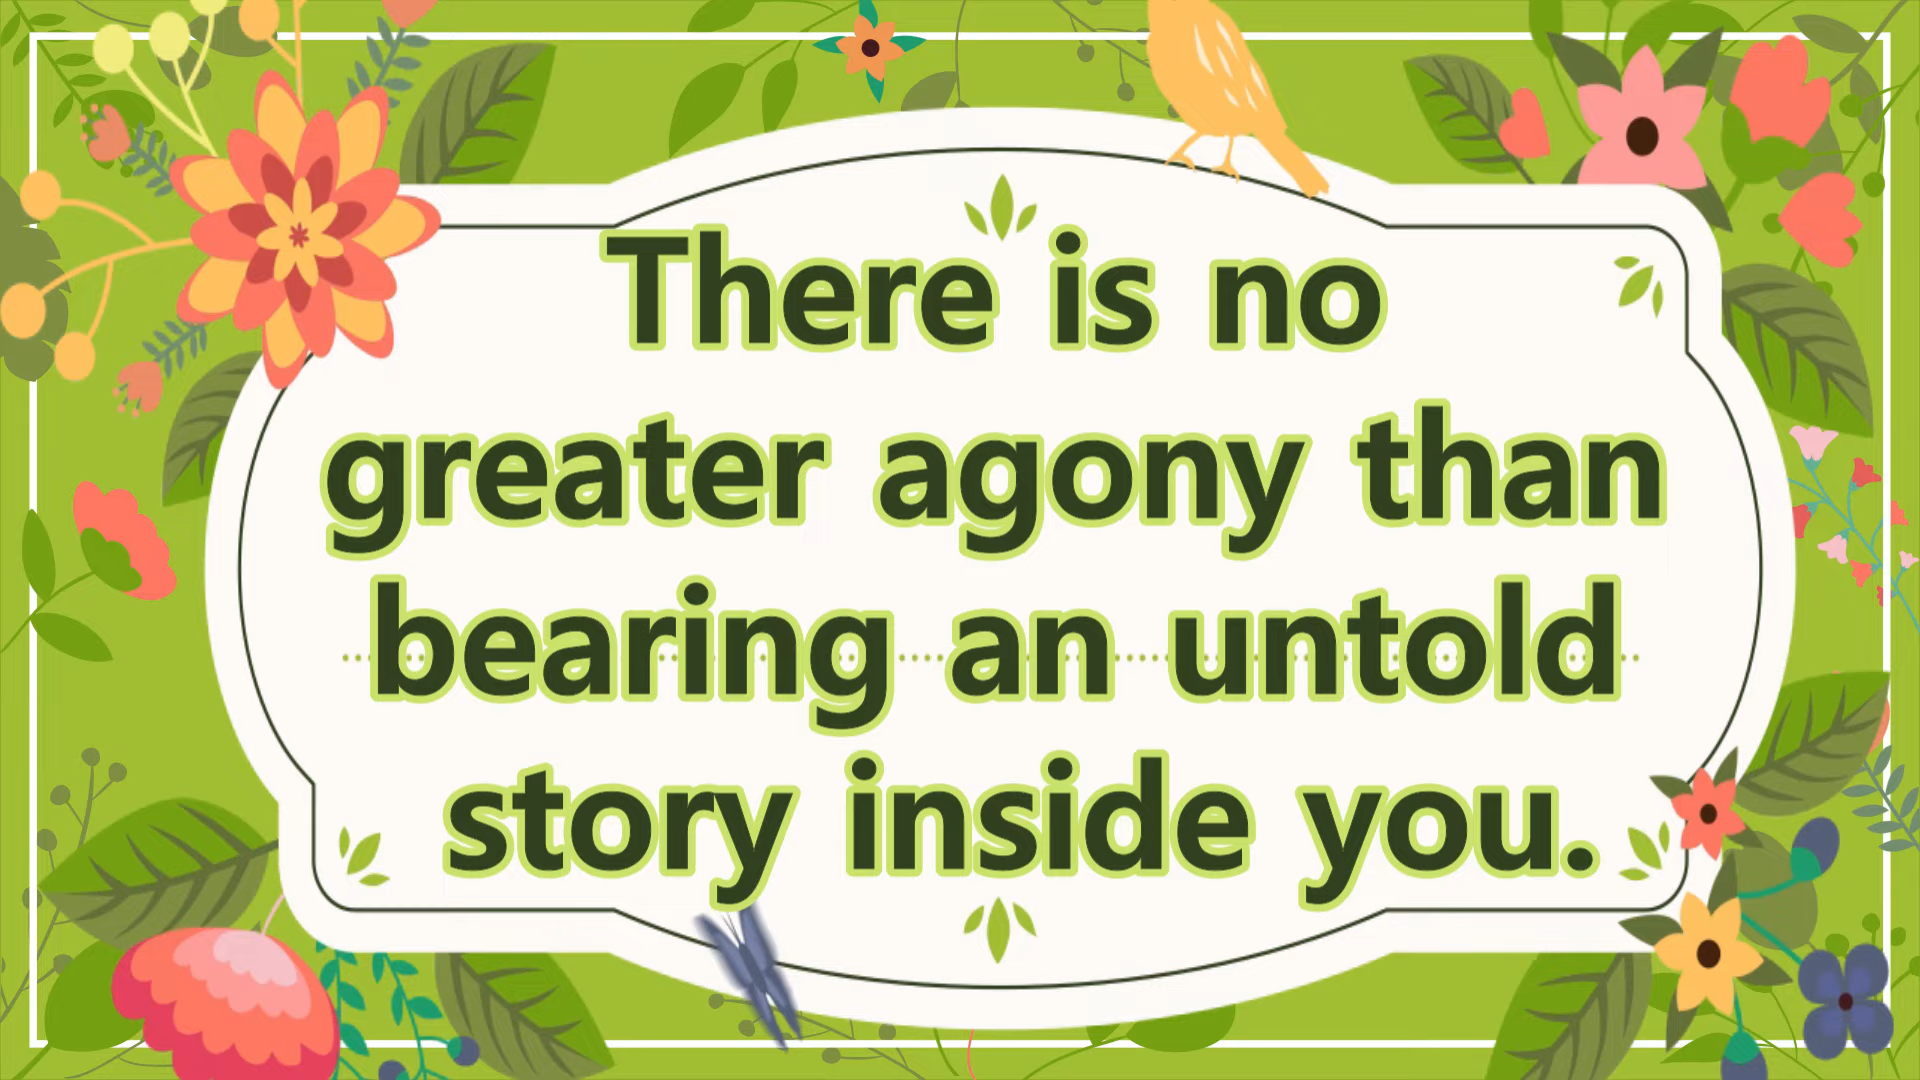 There is no
greater agony than
bearing an untold
story inside you.